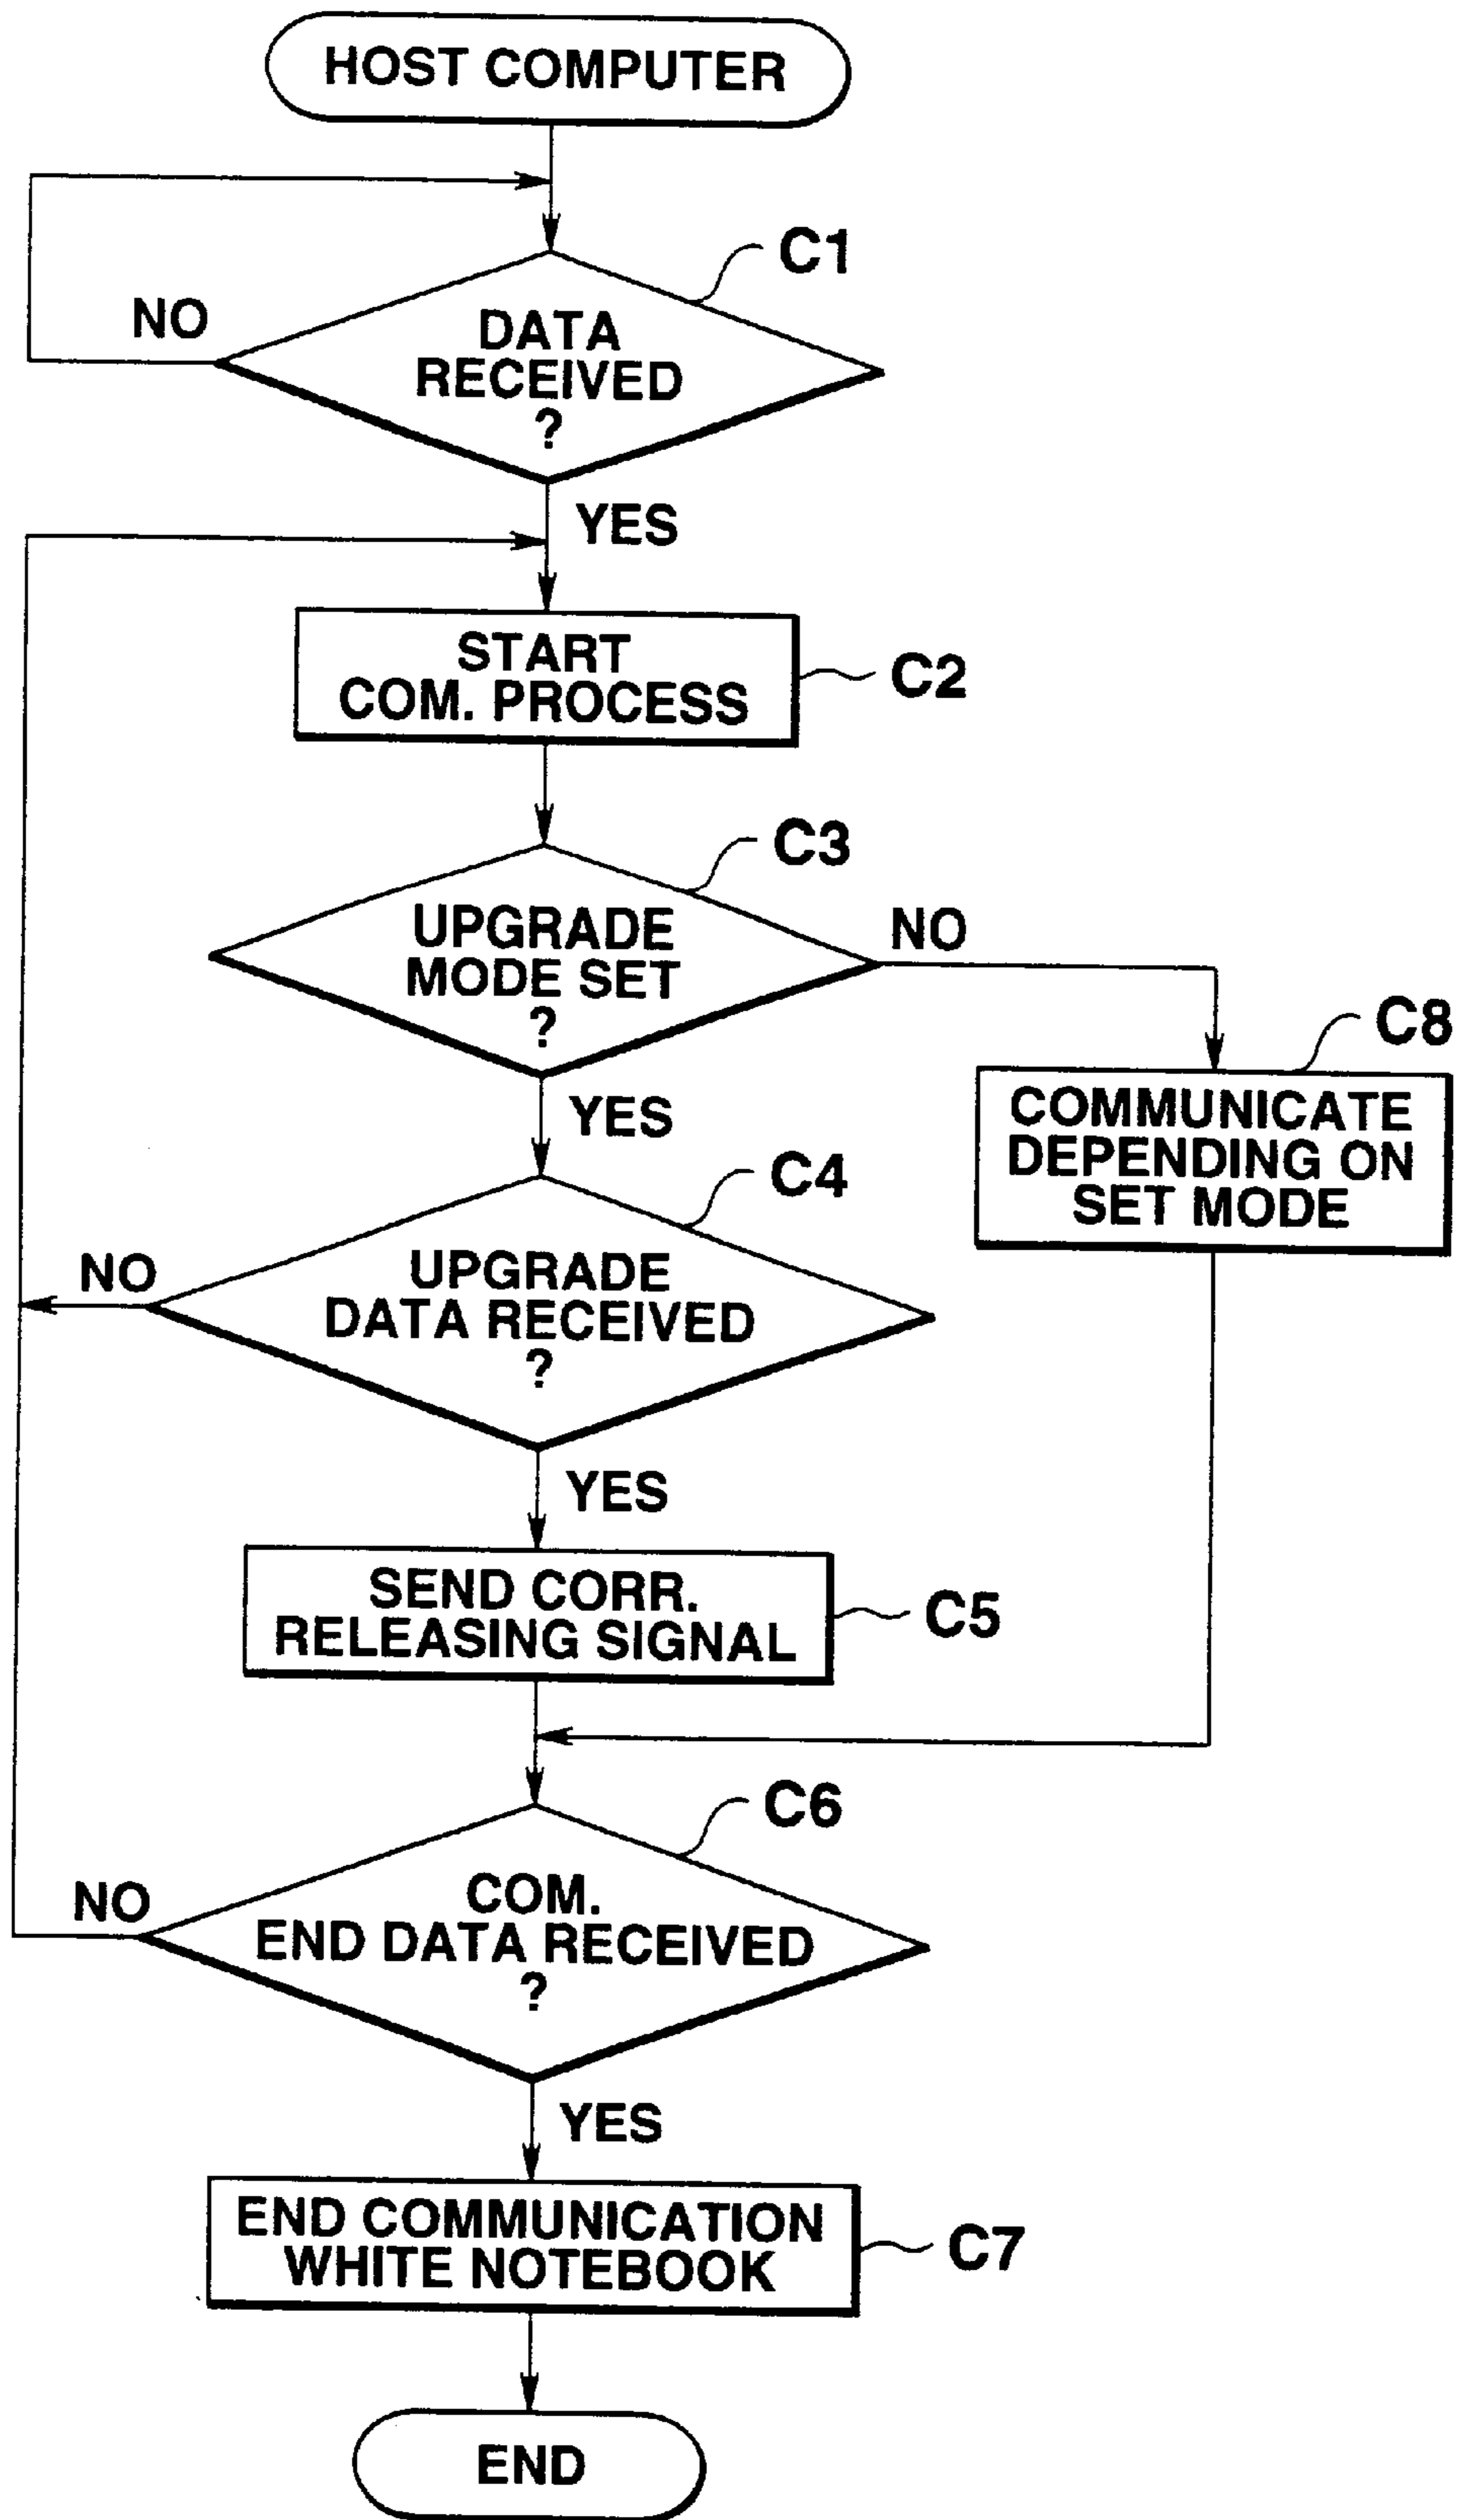 HOST COMPUTER
C1
NO
DATA
RECEIVED
?
YES
START
COM. PROCESS
C2
C3
UPGRADE
MODE SET
?
NO
YES
C8
COMMUNICATE
DEPENDING ON
SET MODE
C4
NO
UPGRADE
DATA RECEIVED
?
YES
SEND CORR.
RELEASING SIGNAL
C5
C6
NO
COM.
END DATA RECEIVED
?
YES
END COMMUNICATION
WHITE NOTEBOOK
C7
END